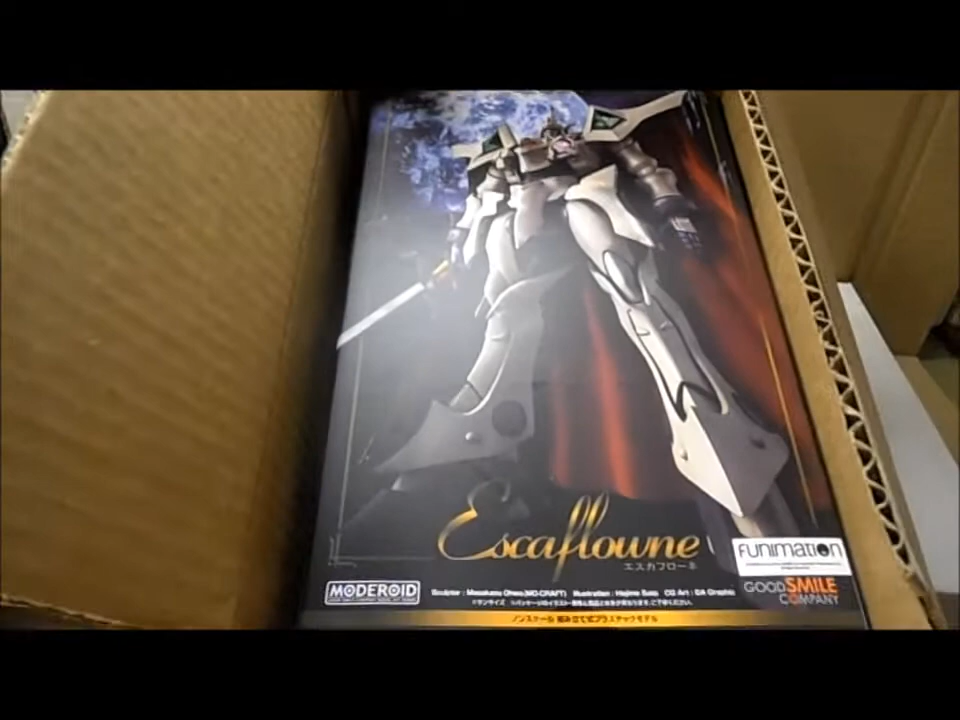 Escaflowne
エスカフローネ
FUNIMATION
MODEROID
Sculptor : Masakazu Ohwa(MO-CRAFT) Illustration : Hajime Sato CG Art : GA Graphic
GOOD SMILE
COMPANY
ノンスケール 組み立て式プラスチックモデル